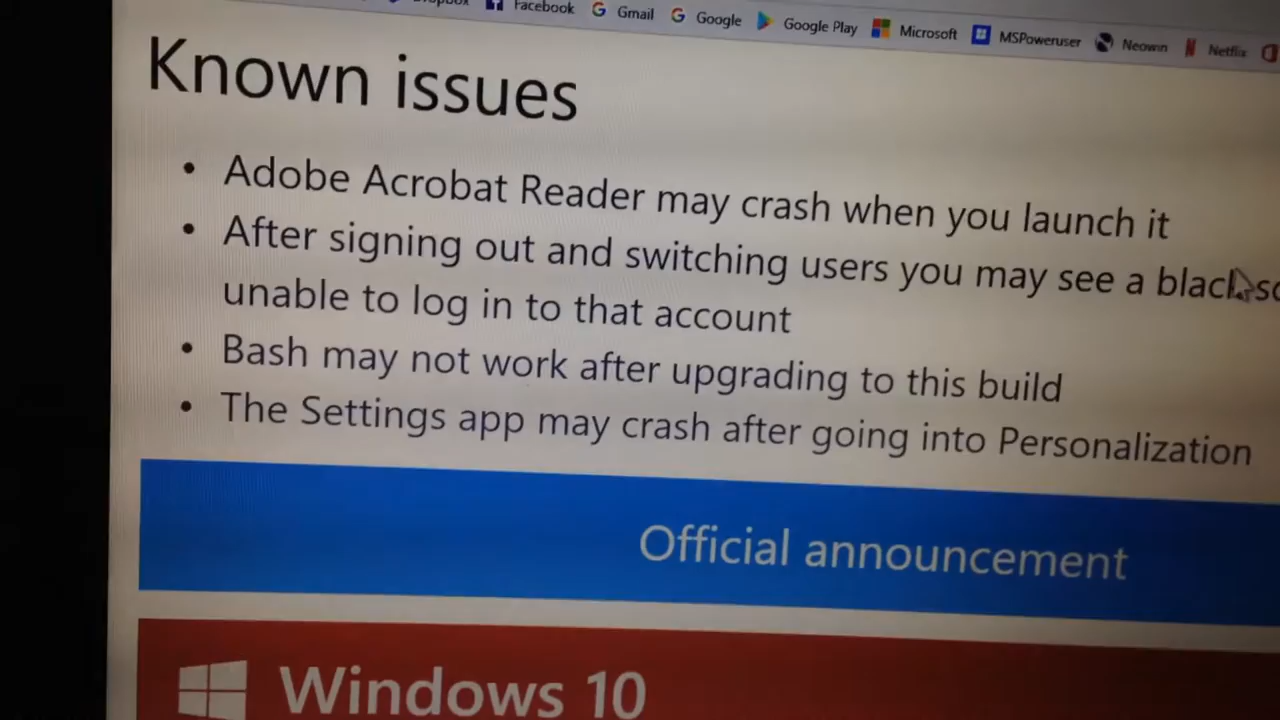 Dropbox Facebook Gmail Google Google Play Microsoft MSPoweruser Neowin Netflix
Known issues
• Adobe Acrobat Reader may crash when you launch it
• After signing out and switching users you may see a black
unable to log in to that account
• Bash may not work after upgrading to this build
• The Settings app may crash after going into Personalization
Official announcement
Windows 10